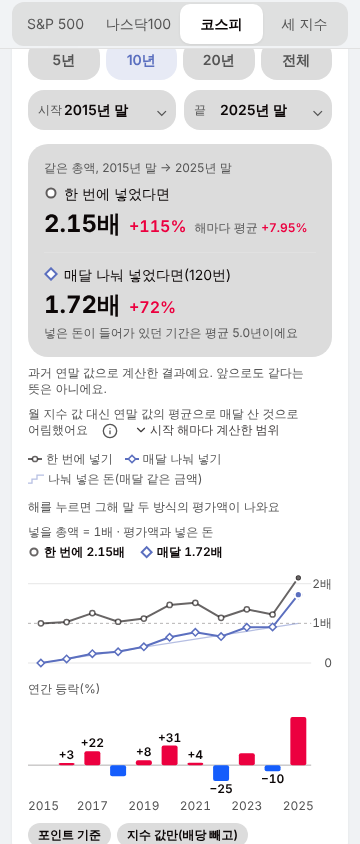 S&P 500 나스닥100 코스피 세 지수
5년 10년 20년 전체
시작 2015년 말 끝 2025년 말
같은 총액, 2015년 말 → 2025년 말
한 번에 넣었다면
2.15배 +115% 해마다 평균 +7.95%
매달 나눠 넣었다면(120번)
1.72배 +72%
넣은 돈이 들어가 있던 기간은 평균 5.0년이에요
과거 연말 값으로 계산한 결과예요. 앞으로도 같다는
뜻은 아니에요.
월 지수 값 대신 연말 값의 평균으로 매달 산 것으로
어림했어요 시작 해마다 계산한 범위
한 번에 넣기 매달 나눠 넣기
나눠 넣은 돈(매달 같은 금액)
해를 누르면 그해 말 두 방식의 평가액이 나와요
넣을 총액 = 1배 · 평가액과 넣은 돈
한 번에 2.15배 매달 1.72배
2배
1배
0
연간 등락(%)
+3 +22 +8 +31 +4 −25 −10
2015 2017 2019 2021 2023 2025
포인트 기준 지수 값만(배당 빼고)